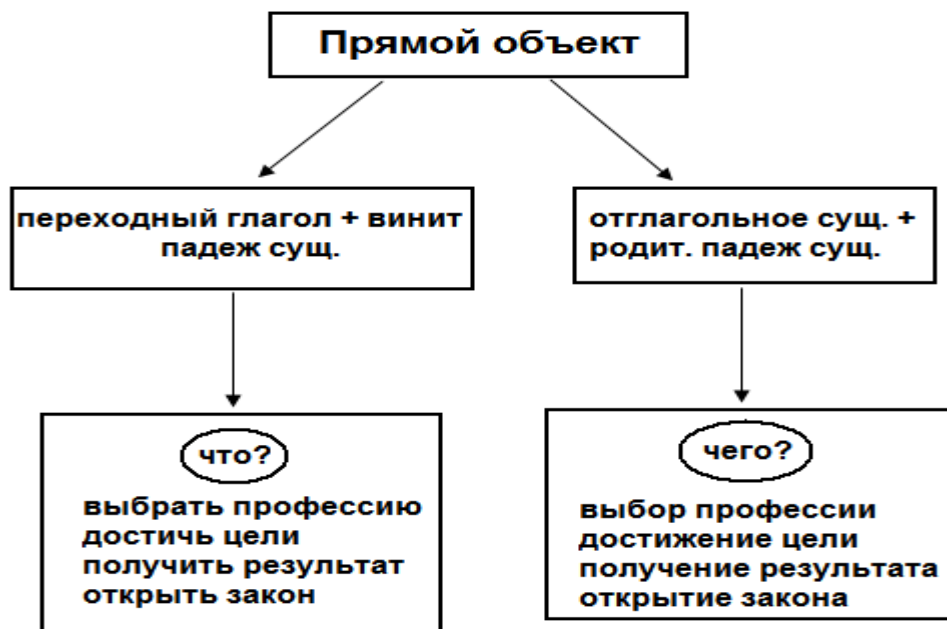 Прямой объект
переходный глагол + винит
падеж сущ.
отглагольное сущ. +
родит. падеж сущ.
что?
выбрать профессию
достичь цели
получить результат
открыть закон
чего?
выбор профессии
достижение цели
получение результата
открытие закона